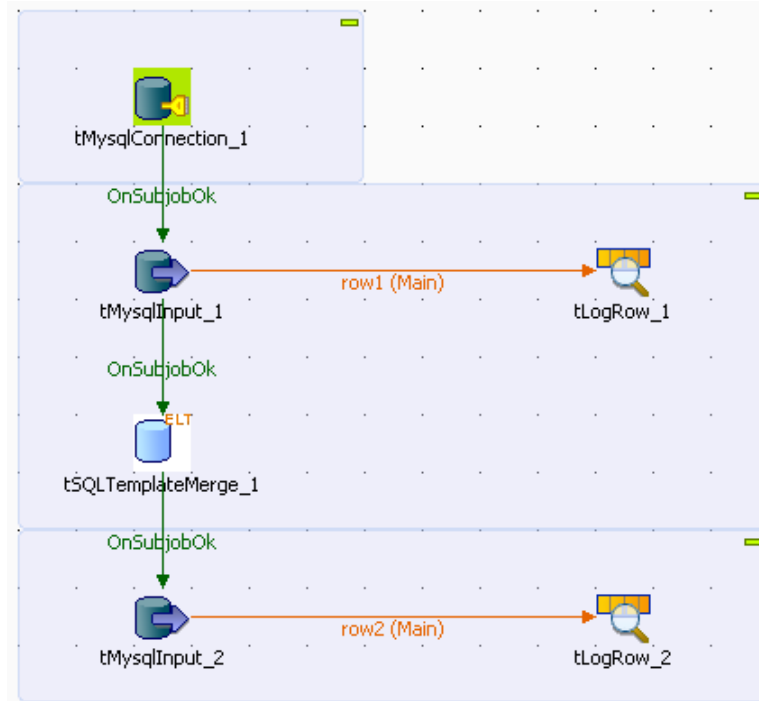 tMysqlConnection_1
OnSubjobOk
tMysqlInput_1
row1 (Main)
tLogRow_1
OnSubjobOk
ELT
tSQLTemplateMerge_1
OnSubjobOk
tMysqlInput_2
row2 (Main)
tLogRow_2